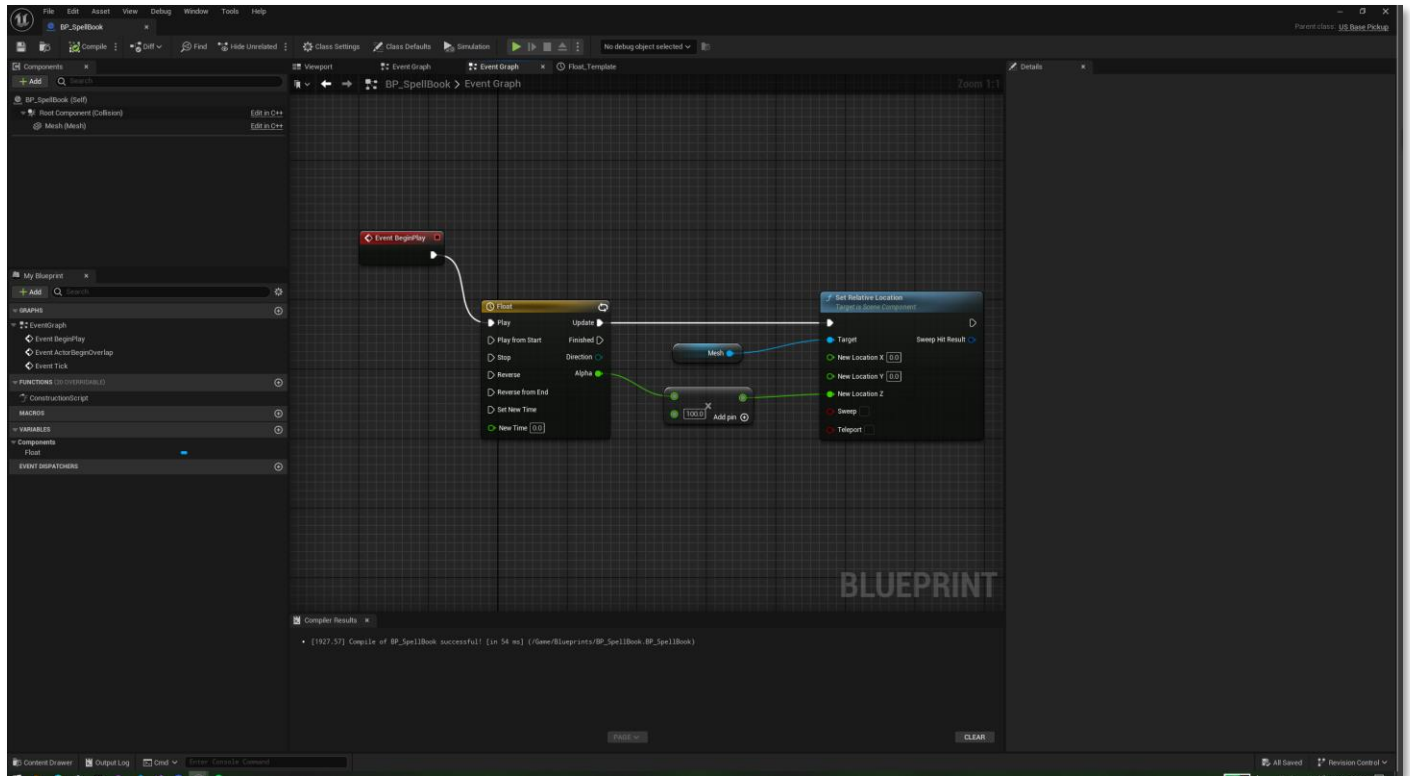 File Edit Asset View Debug Window Tools Help
BP_SpellBook
Parent class: US Base Pickup
Compile Diff Find Hide Unrelated Class Settings Class Defaults Simulation No debug object selected
Components
+ Add Search
BP_SpellBook (Self)
Root Component (Collision) Edit in C++
Mesh (Mesh) Edit in C++
My Blueprint
+ Add Search
GRAPHS
EventGraph
Event BeginPlay
Event ActorBeginOverlap
Event Tick
FUNCTIONS (20 OVERRIDABLE)
ConstructionScript
MACROS
VARIABLES
Components
Float
EVENT DISPATCHERS
Viewport Event Graph Event Graph Float_Template
BP_SpellBook > Event Graph Zoom 1:1
Event BeginPlay
Float
Play Update
Play from Start Finished
Stop Direction
Reverse Alpha
Reverse from End
Set New Time
New Time 0.0
Mesh
100.0 Add pin
Set Relative Location
Target is Scene Component
Target Sweep Hit Result
New Location X 0.0
New Location Y 0.0
New Location Z
Sweep
Teleport
BLUEPRINT
Compiler Results
[1927.57] Compile of BP_SpellBook successful! [in 54 ms] (/Game/Blueprints/BP_SpellBook.BP_SpellBook)
PAGE CLEAR
Details
Content Drawer Output Log Cmd Enter Console Command All Saved Revision Control